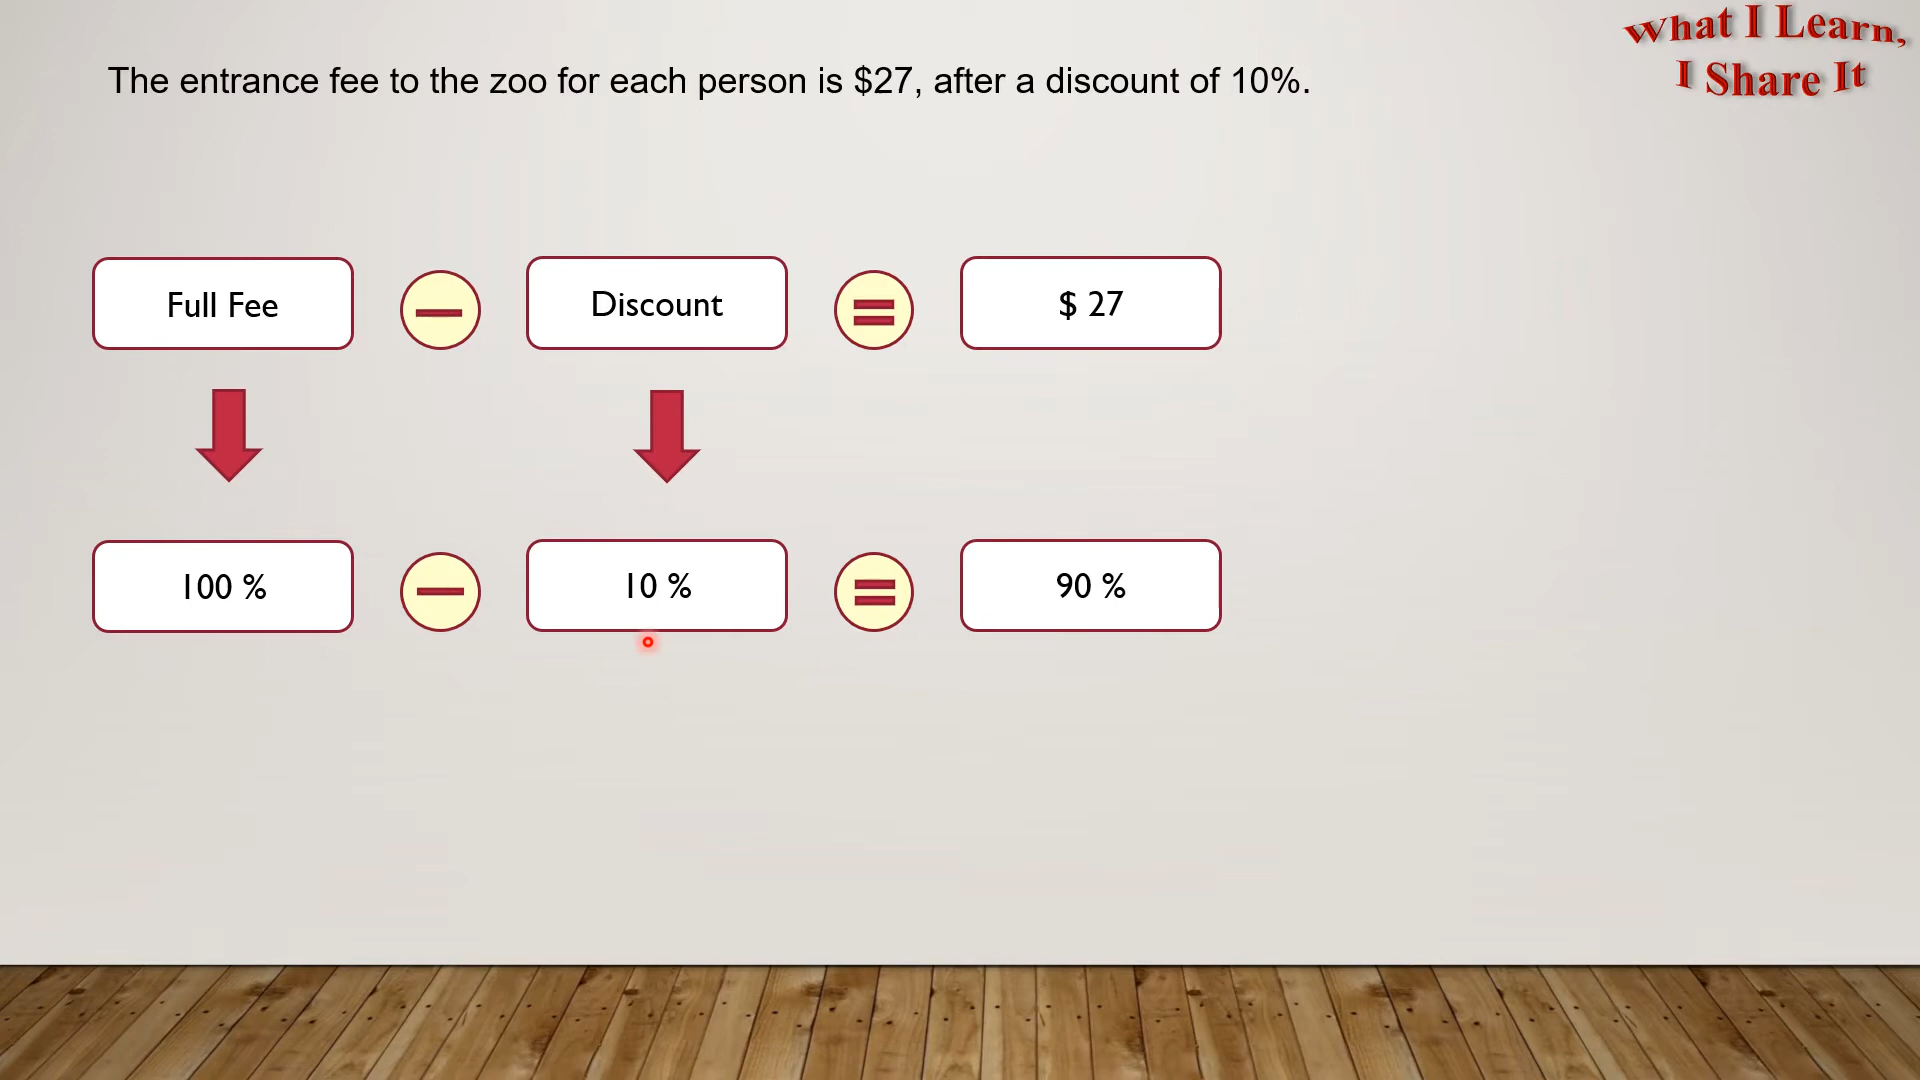 What I Learn,
I Share It
The entrance fee to the zoo for each person is $27, after a discount of 10%.
Full Fee − Discount = $ 27
100 % − 10 % = 90 %